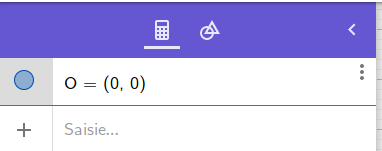 O = (0, 0)
Saisie...